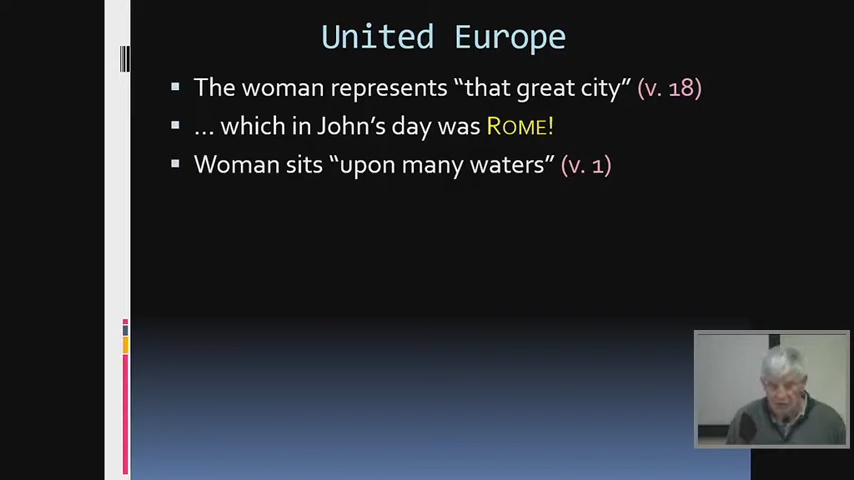 United Europe
The woman represents “that great city” (v. 18)
... which in John’s day was ROME!
Woman sits “upon many waters” (v. 1)